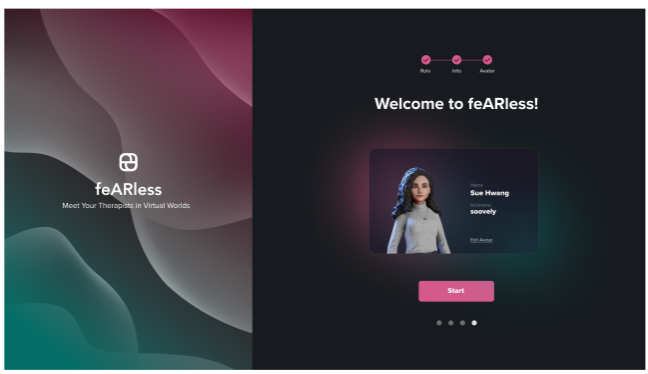 feARless
Meet Your Therapists in Virtual Worlds
Role
Info
Avatar
Welcome to feARless!
Name
Sue Hwang
Nickname
soovely
Edit Avatar
Start